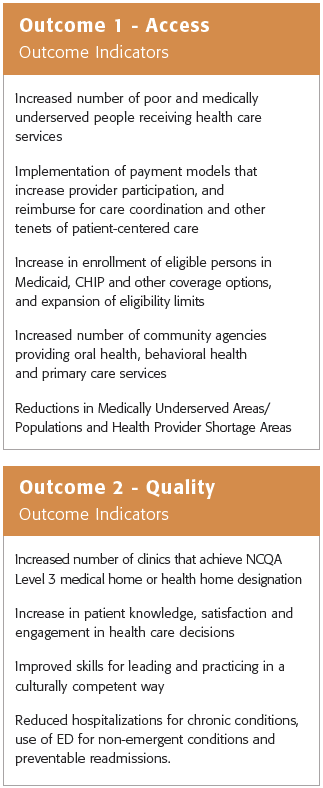 Outcome 1 - Access
Outcome Indicators
Increased number of poor and medically
underserved people receiving health care
services
Implementation of payment models that
increase provider participation, and
reimburse for care coordination and other
tenets of patient-centered care
Increase in enrollment of eligible persons in
Medicaid, CHIP and other coverage options,
and expansion of eligibility limits
Increased number of community agencies
providing oral health, behavioral health
and primary care services
Reductions in Medically Underserved Areas/
Populations and Health Provider Shortage Areas
Outcome 2 - Quality
Outcome Indicators
Increased number of clinics that achieve NCQA
Level 3 medical home or health home designation
Increase in patient knowledge, satisfaction and
engagement in health care decisions
Improved skills for leading and practicing in a
culturally competent way
Reduced hospitalizations for chronic conditions,
use of ED for non-emergent conditions and
preventable readmissions.